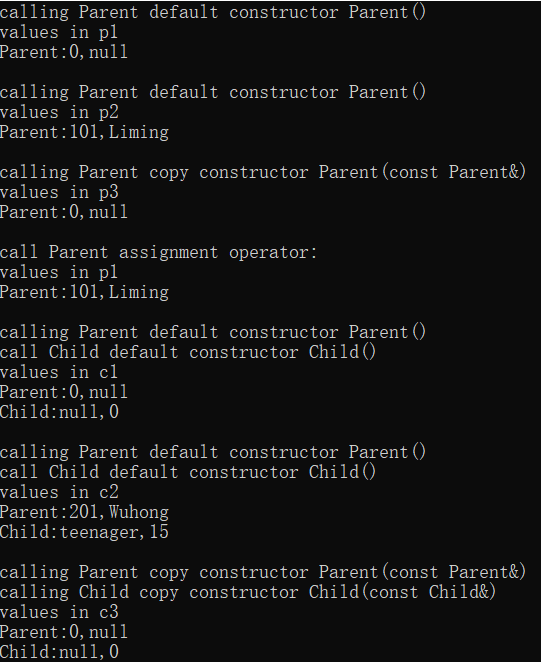 calling Parent default constructor Parent()
values in p1
Parent:0,null
calling Parent default constructor Parent()
values in p2
Parent:101,Liming
calling Parent copy constructor Parent(const Parent&)
values in p3
Parent:0,null
call Parent assignment operator:
values in p1
Parent:101,Liming
calling Parent default constructor Parent()
call Child default constructor Child()
values in c1
Parent:0,null
Child:null,0
calling Parent default constructor Parent()
call Child default constructor Child()
values in c2
Parent:201,Wuhong
Child:teenager,15
calling Parent copy constructor Parent(const Parent&)
calling Child copy constructor Child(const Child&)
values in c3
Parent:0,null
Child:null,0